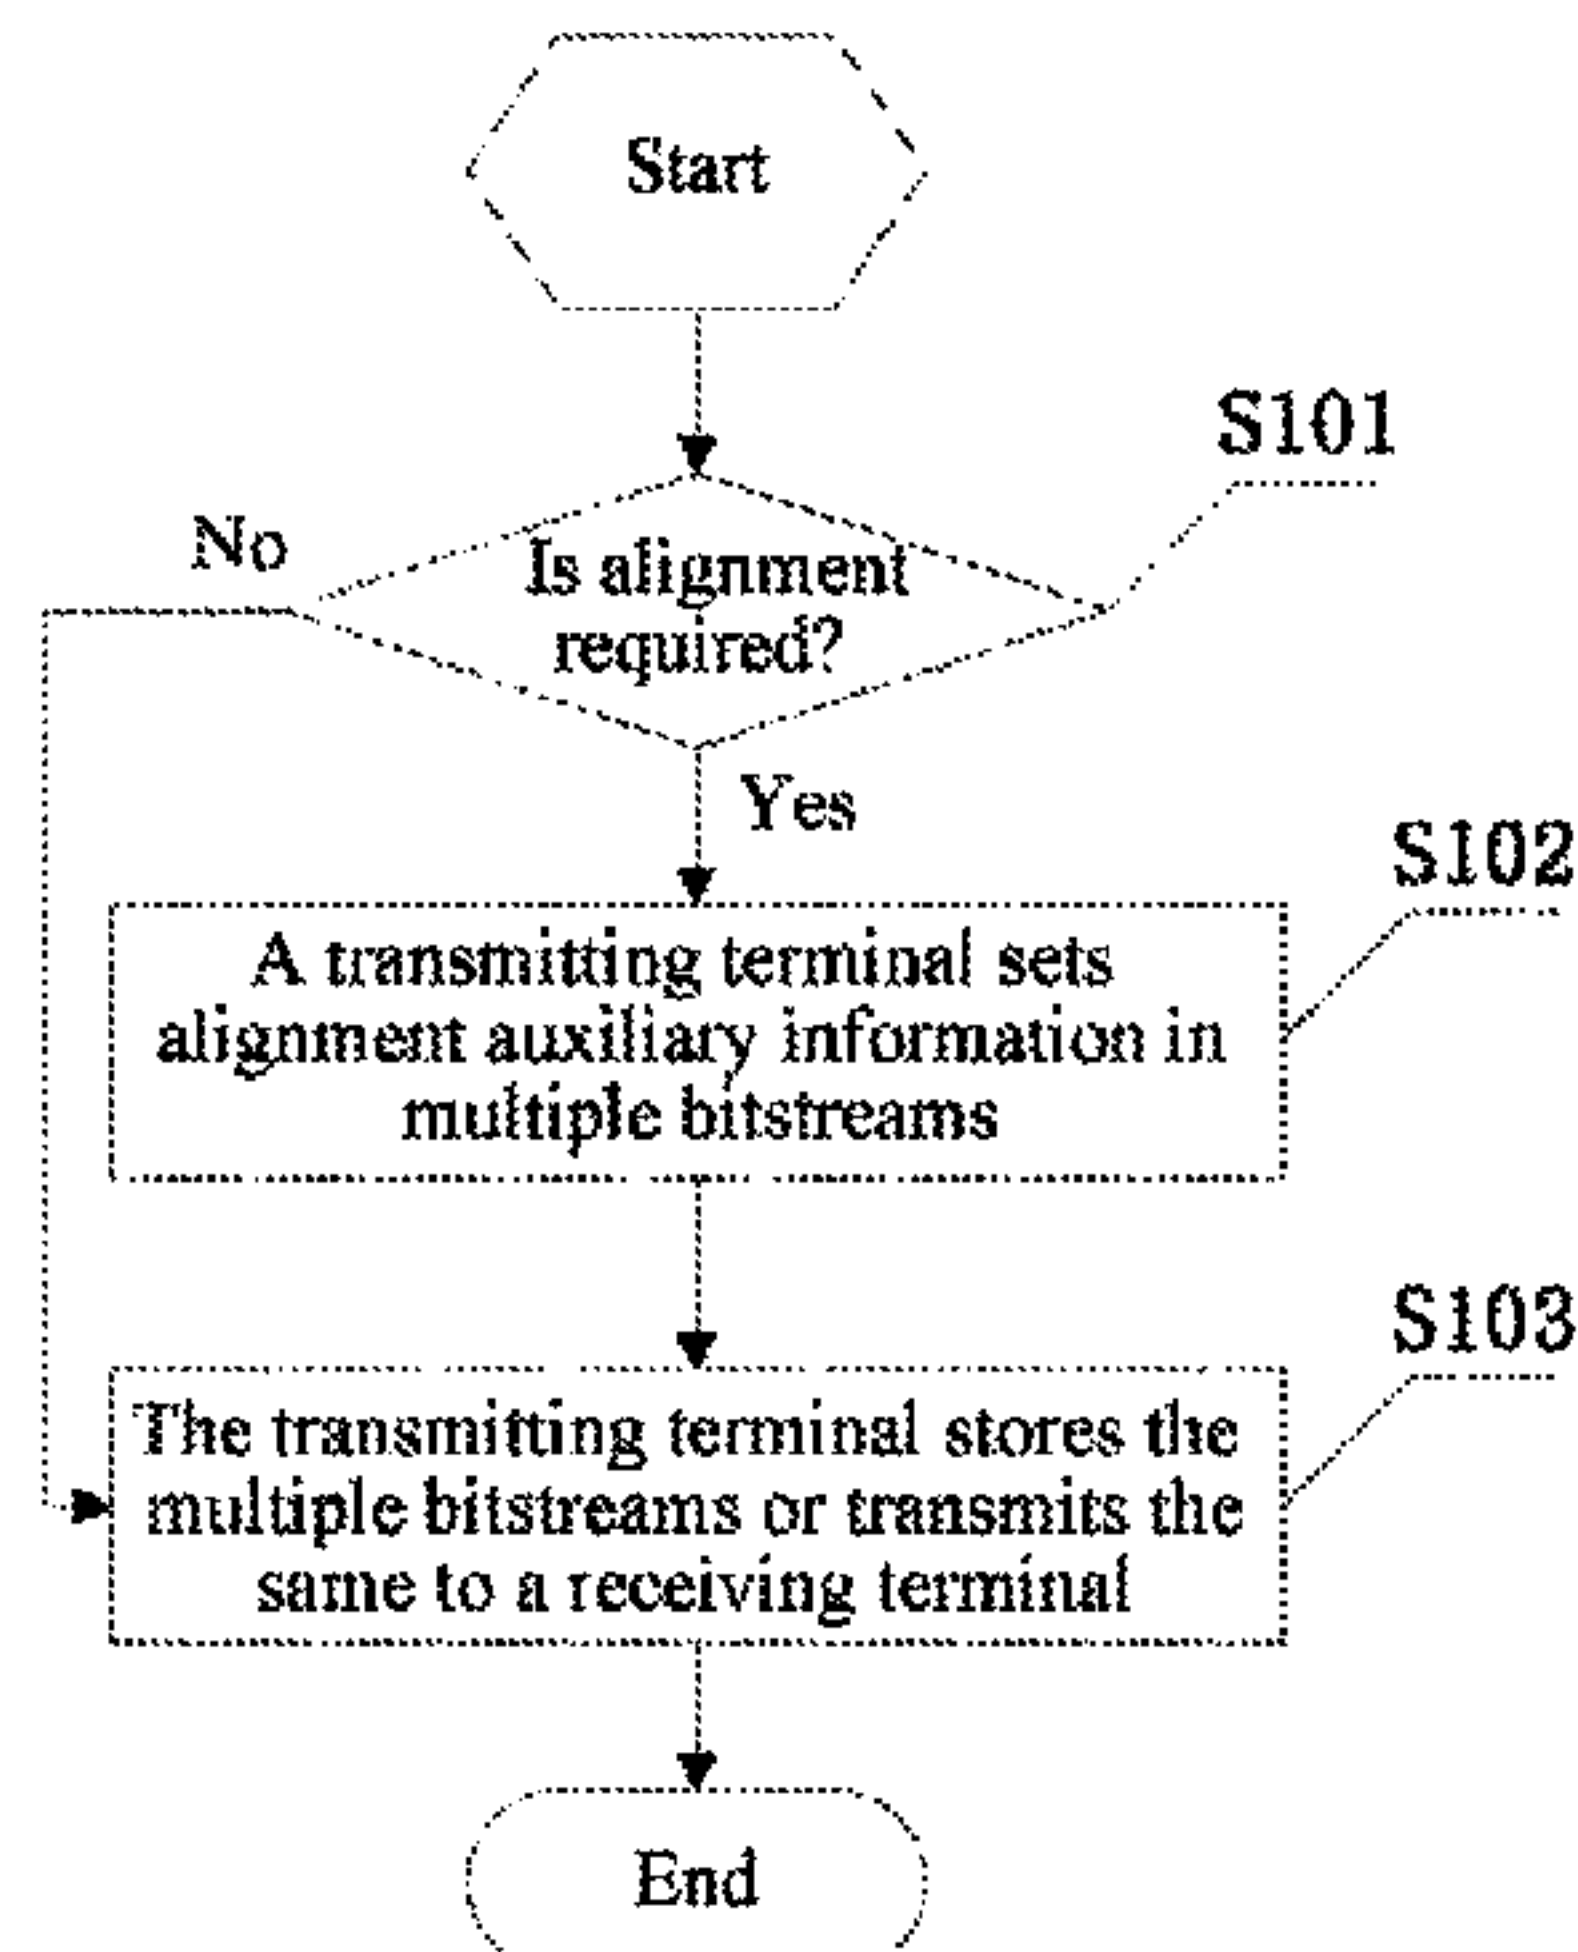 Start
S101
No
Is alignment
required?
Yes
S102
A transmitting terminal sets
alignment auxiliary information in
multiple bitstreams
S103
The transmitting terminal stores the
multiple bitstreams or transmits the
same to a receiving terminal
End